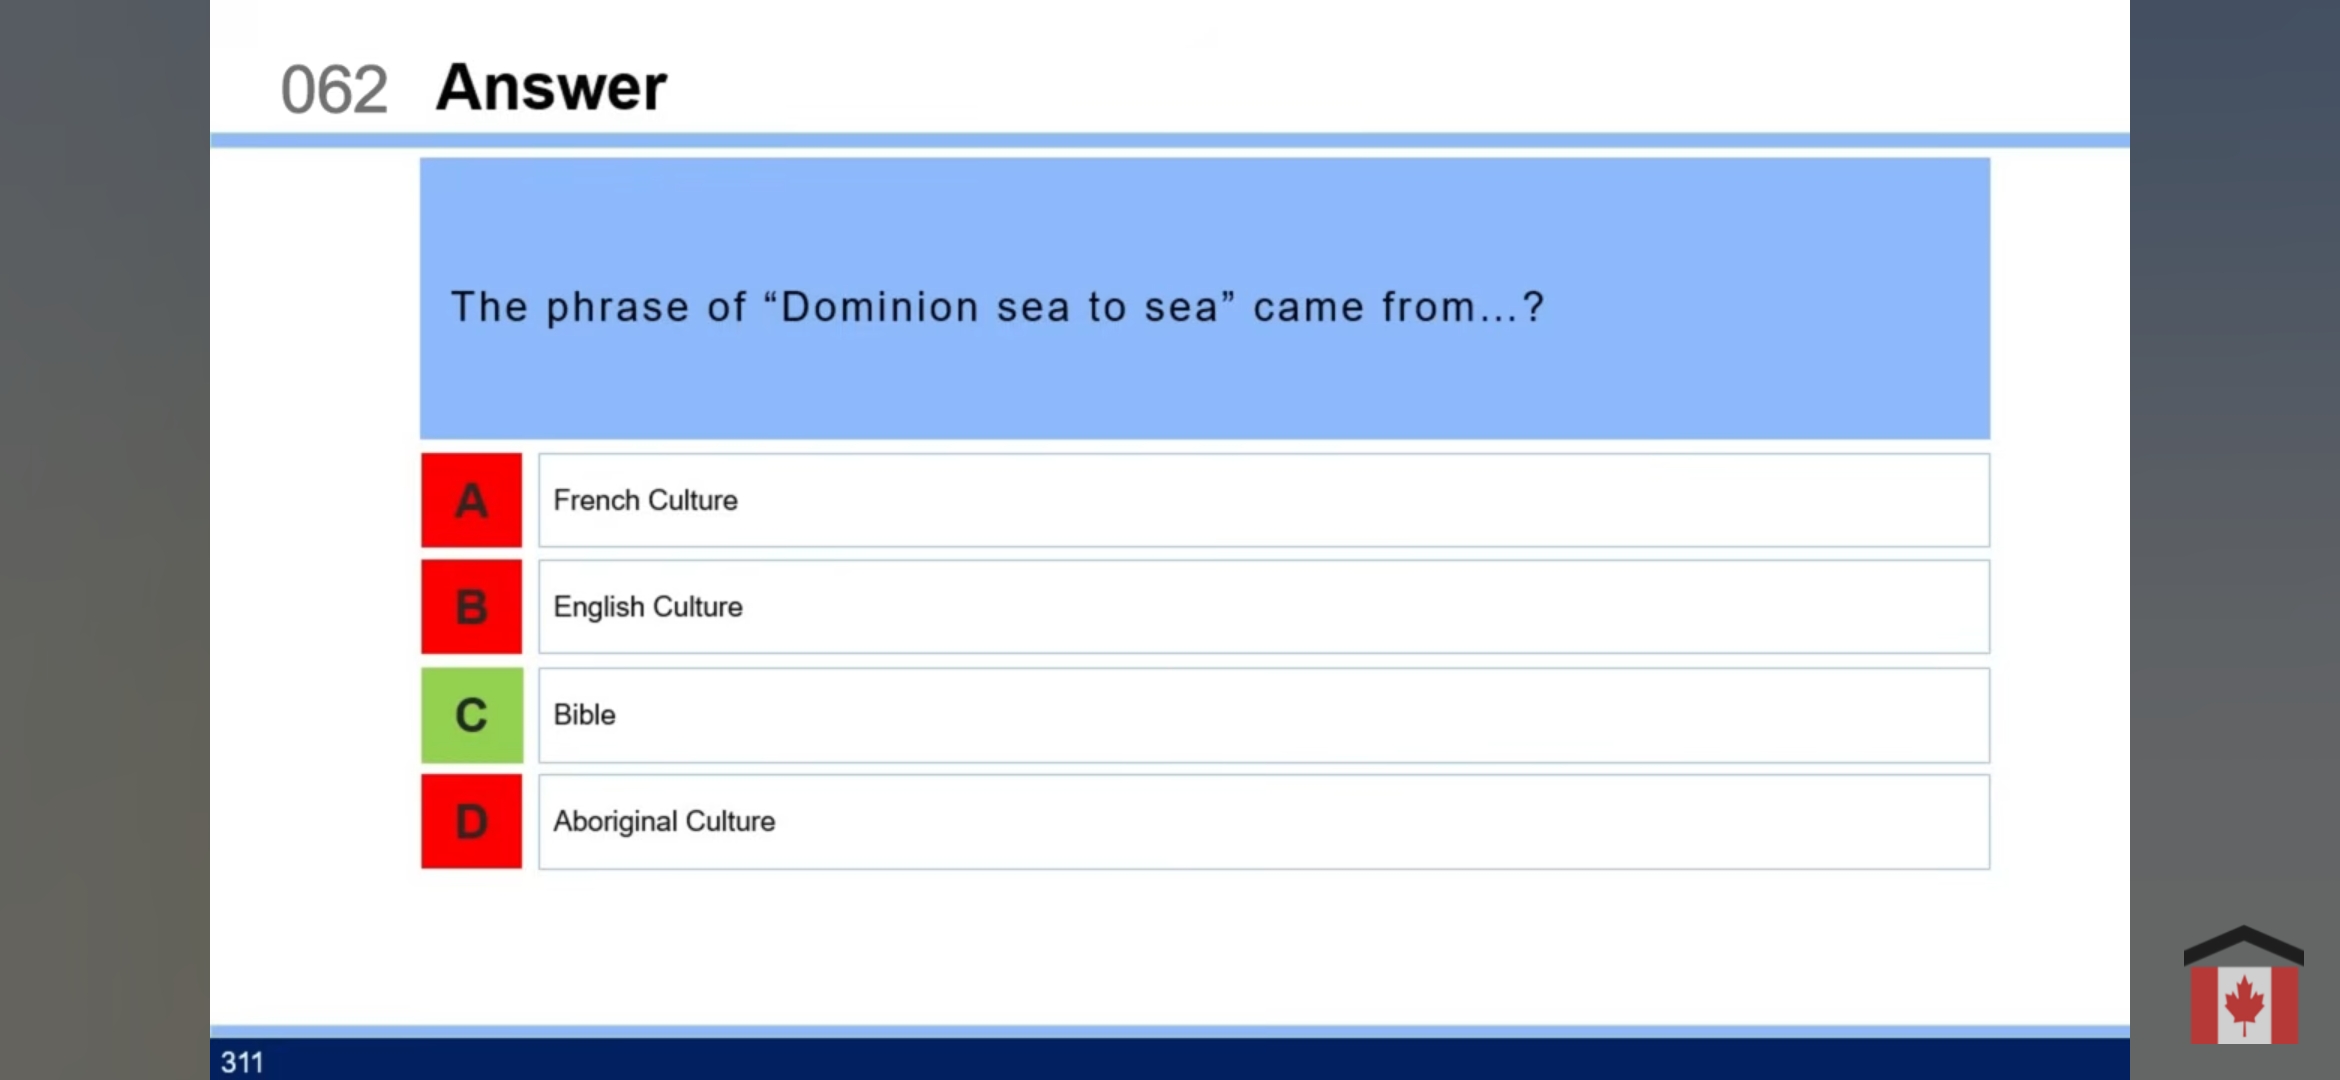 062 Answer
The phrase of “Dominion sea to sea” came from...?
A French Culture
B English Culture
C Bible
D Aboriginal Culture
311